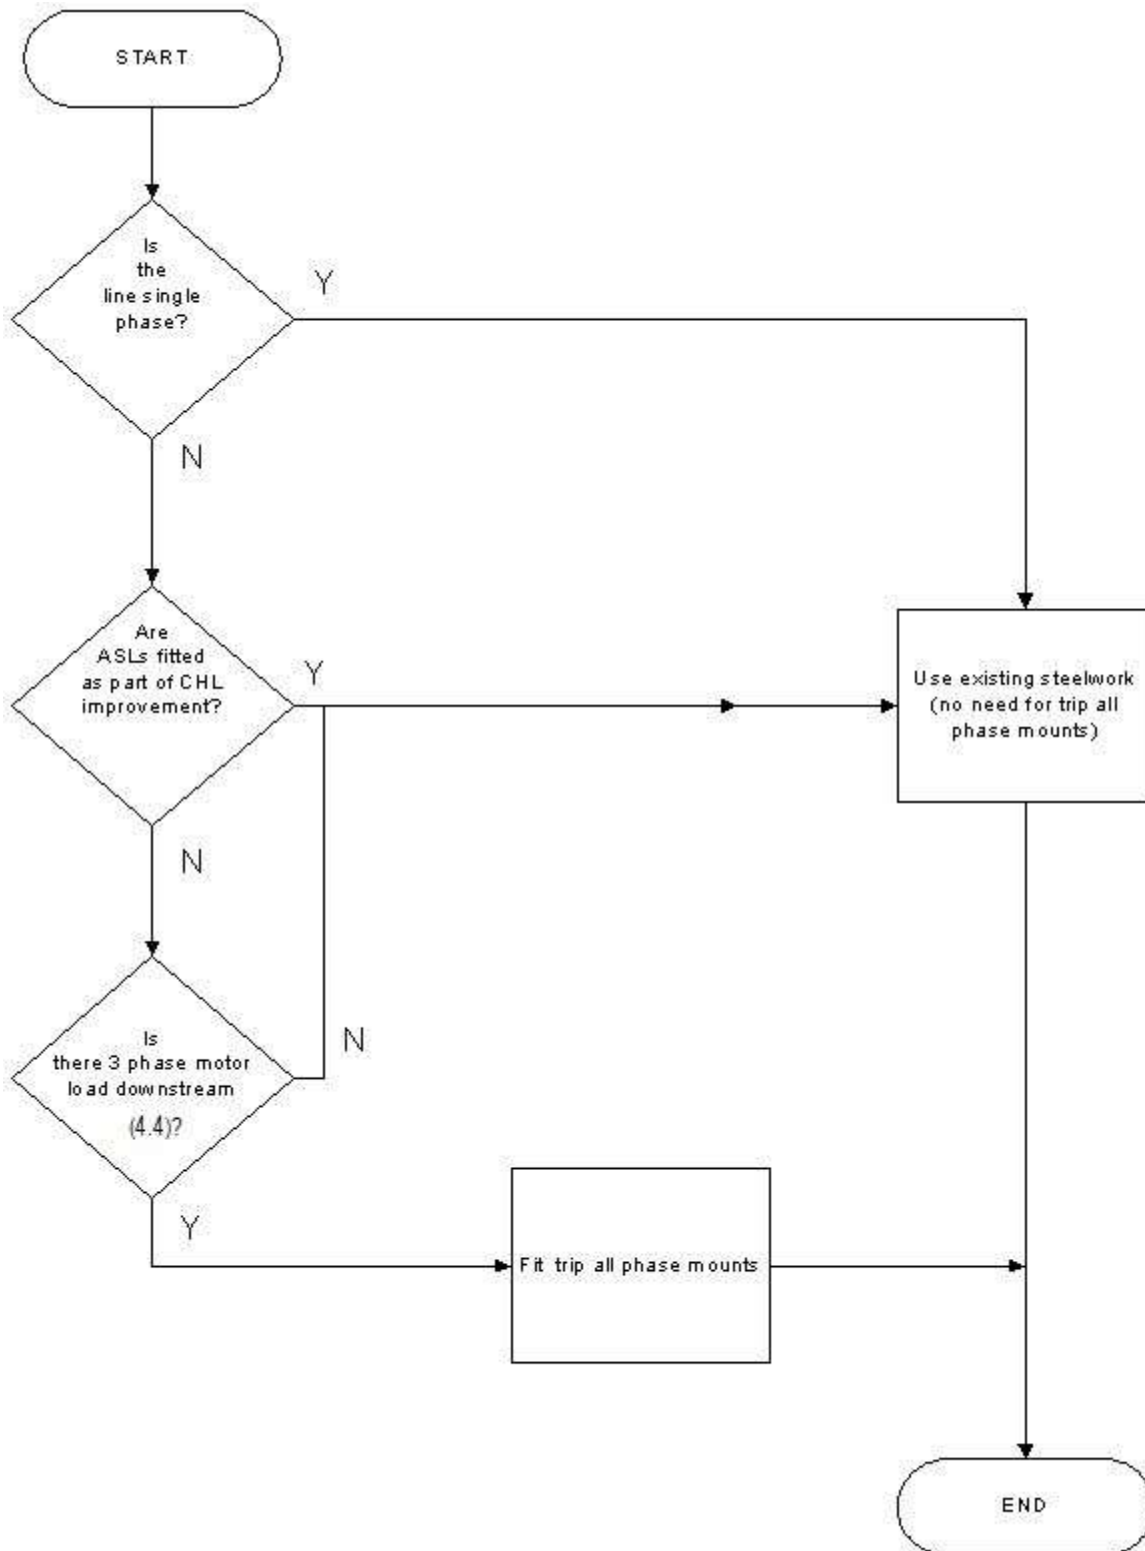 START
Is
the
line single
phase?
Y
N
Are
ASLs fitted
as part of CHL
improvement?
Y
Use existing steelwork
(no need for trip all
phase mounts)
N
Is
there 3 phase motor
load downstream
(4.4)?
N
Y
Fit trip all phase mounts
END